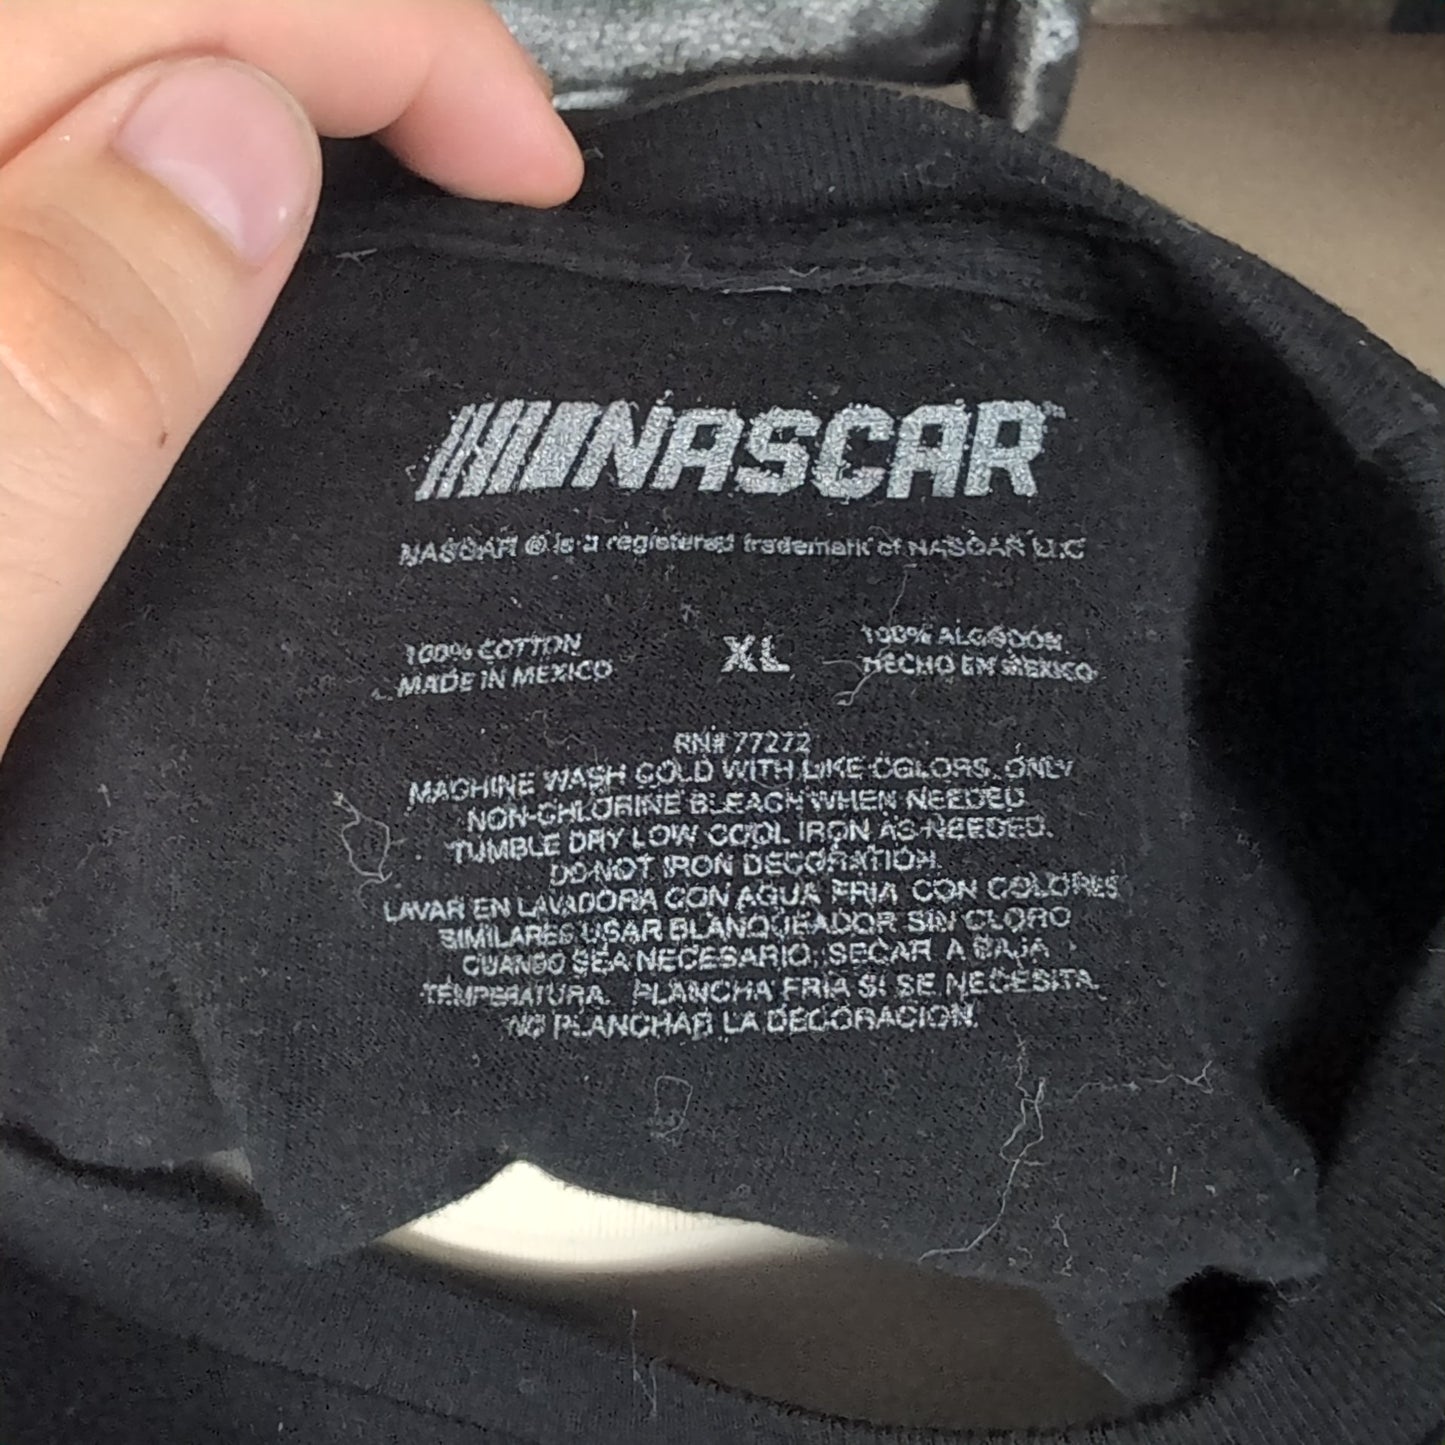 NASCAR™
NASCAR ® is a registered trademark of NASCAR LLC
100% COTTON
MADE IN MEXICO
XL
100% ALGODON
HECHO EN MEXICO
RN# 77272
MACHINE WASH COLD WITH LIKE COLORS. ONLY
NON-CHLORINE BLEACH WHEN NEEDED
TUMBLE DRY LOW COOL IRON AS NEEDED.
DO NOT IRON DECORATION.
LAVAR EN LAVADORA CON AGUA FRIA CON COLORES
SIMILARES USAR BLANQUEADOR SIN CLORO
CUANDO SEA NECESARIO. SECAR A BAJA
TEMPERATURA. PLANCHA FRIA SI SE NECESITA.
NO PLANCHAR LA DECORACION.